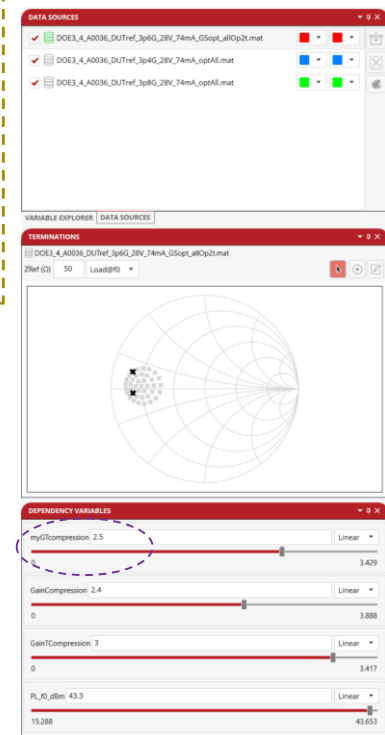 DATA SOURCES
DOE3_4_A0036_DUTref_3p6G_28V_74mA_GSopt_allOp2t.mat
DOE3_4_A0036_DUTref_3p4G_28V_74mA_optAll.mat
DOE3_4_A0036_DUTref_3p8G_28V_74mA_optAll.mat
VARIABLE EXPLORER DATA SOURCES
TERMINATIONS
DOE3_4_A0036_DUTref_3p6G_28V_74mA_GSopt_allOp2t.mat
ZRef (Ω) 50 Load@f0
DEPENDENCY VARIABLES
myGTcompression 2.5 Linear
0 3.429
GainCompression 2.4 Linear
0 3.888
GainTCompression 3 Linear
0 3.417
PL_f0_dBm 43.3 Linear
15.288 43.653